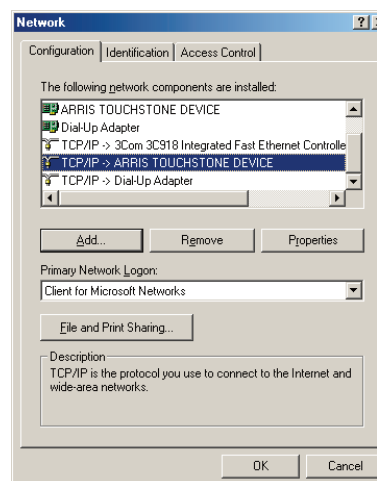 Network
Configuration Identification Access Control
The following network components are installed:
ARRIS TOUCHSTONE DEVICE
Dial-Up Adapter
TCP/IP -> 3Com 3C918 Integrated Fast Ethernet Controlle
TCP/IP -> ARRIS TOUCHSTONE DEVICE
TCP/IP -> Dial-Up Adapter
Add... Remove Properties
Primary Network Logon:
Client for Microsoft Networks
File and Print Sharing...
Description
TCP/IP is the protocol you use to connect to the Internet and
wide-area networks.
OK Cancel